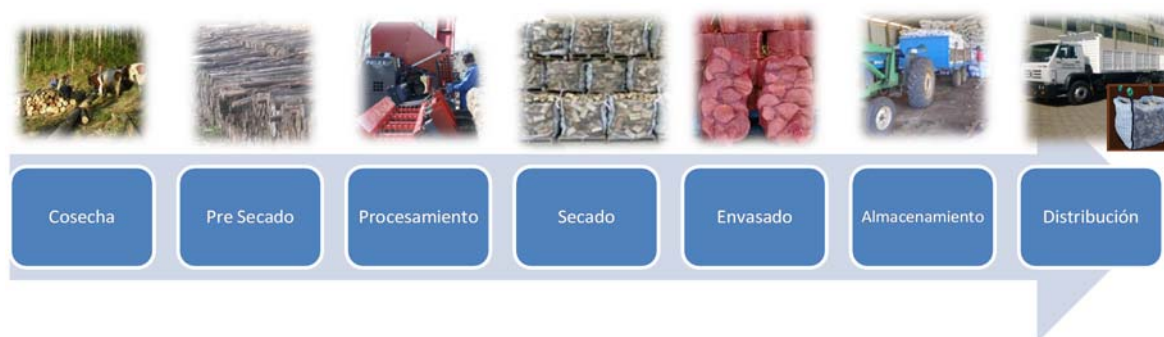 Cosecha
Pre Secado
Procesamiento
Secado
Envasado
Almacenamiento
Distribución